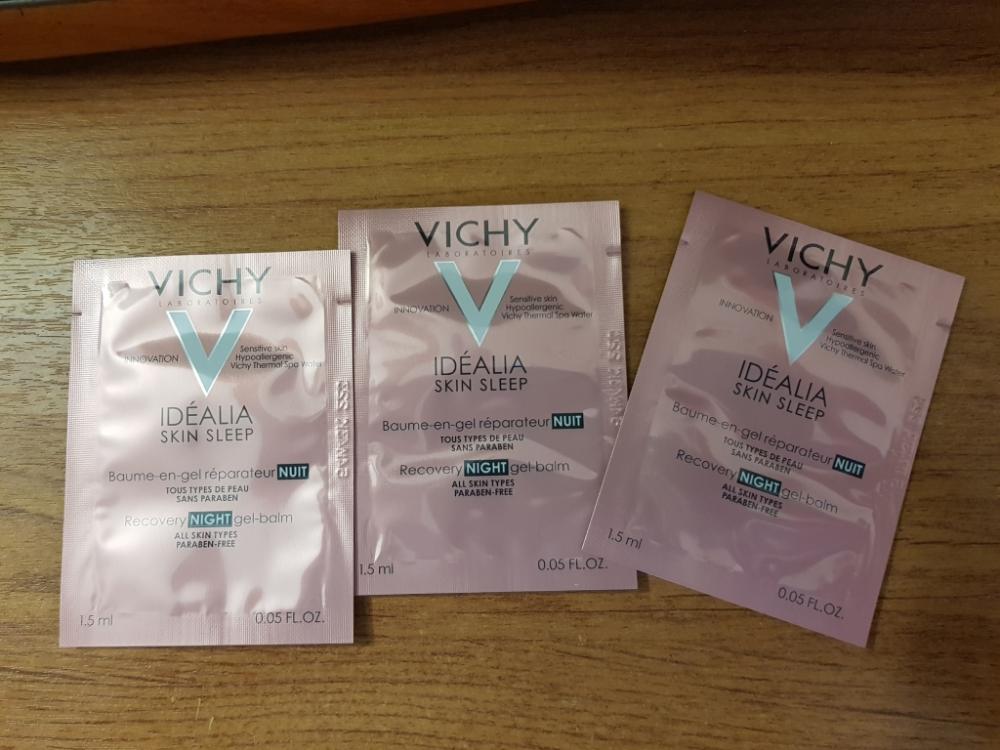 VICHY
LABORATOIRES
INNOVATION
Sensitive skin
Hypoallergenic
Vichy Thermal Spa Water
IDÉALIA
SKIN SLEEP
Baume-en-gel réparateur NUIT
TOUS TYPES DE PEAU
SANS PARABEN
Recovery NIGHT gel-balm
ALL SKIN TYPES
PARABEN-FREE
1.5 ml
0.05 FL.OZ.
VICHY
LABORATOIRES
INNOVATION
Sensitive skin
Hypoallergenic
Vichy Thermal Spa Water
IDÉALIA
SKIN SLEEP
Baume-en-gel réparateur NUIT
TOUS TYPES DE PEAU
SANS PARABEN
Recovery NIGHT gel-balm
ALL SKIN TYPES
PARABEN-FREE
1.5 ml
0.05 FL.OZ.
VICHY
LABORATOIRES
INNOVATION
Sensitive skin
Hypoallergenic
Vichy Thermal Spa Water
IDÉALIA
SKIN SLEEP
Baume-en-gel réparateur NUIT
TOUS TYPES DE PEAU
SANS PARABEN
Recovery NIGHT gel-balm
ALL SKIN TYPES
PARABEN-FREE
1.5 ml
0.05 FL.OZ.